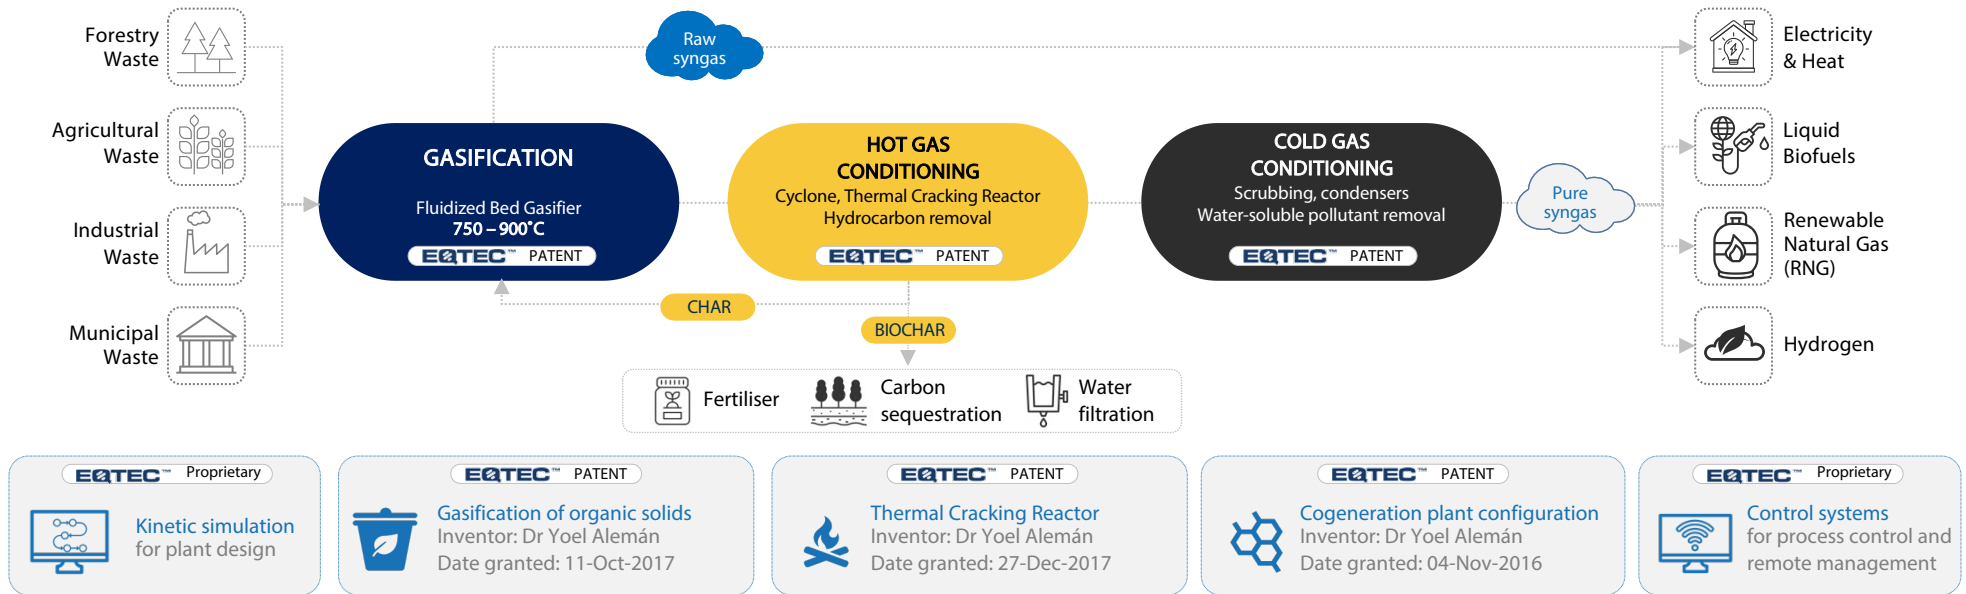 Forestry
Waste
Agricultural
Waste
Industrial
Waste
Municipal
Waste
Raw
syngas
GASIFICATION
Fluidized Bed Gasifier
750 – 900°C
EQTEC™ PATENT
HOT GAS
CONDITIONING
Cyclone, Thermal Cracking Reactor
Hydrocarbon removal
EQTEC™ PATENT
COLD GAS
CONDITIONING
Scrubbing, condensers
Water-soluble pollutant removal
EQTEC™ PATENT
Pure
syngas
Electricity
& Heat
Liquid
Biofuels
Renewable
Natural Gas
(RNG)
Hydrogen
CHAR
BIOCHAR
Fertiliser
Carbon
sequestration
Water
filtration
EQTEC™ Proprietary
Kinetic simulation
for plant design
EQTEC™ PATENT
Gasification of organic solids
Inventor: Dr Yoel Alemán
Date granted: 11-Oct-2017
EQTEC™ PATENT
Thermal Cracking Reactor
Inventor: Dr Yoel Alemán
Date granted: 27-Dec-2017
EQTEC™ PATENT
Cogeneration plant configuration
Inventor: Dr Yoel Alemán
Date granted: 04-Nov-2016
EQTEC™ Proprietary
Control systems
for process control and
remote management